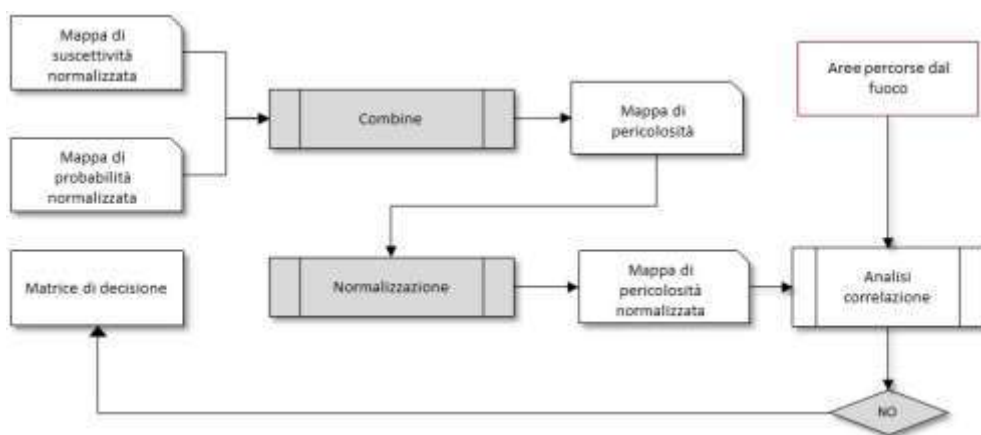 Mappa di
suscettività
normalizzata
Mappa di
probabilità
normalizzata
Combine
Mappa di
pericolosità
Aree percorse dal
fuoco
Matrice di decisione
Normalizzazione
Mappa di
pericolosità
normalizzata
Analisi
correlazione
NO